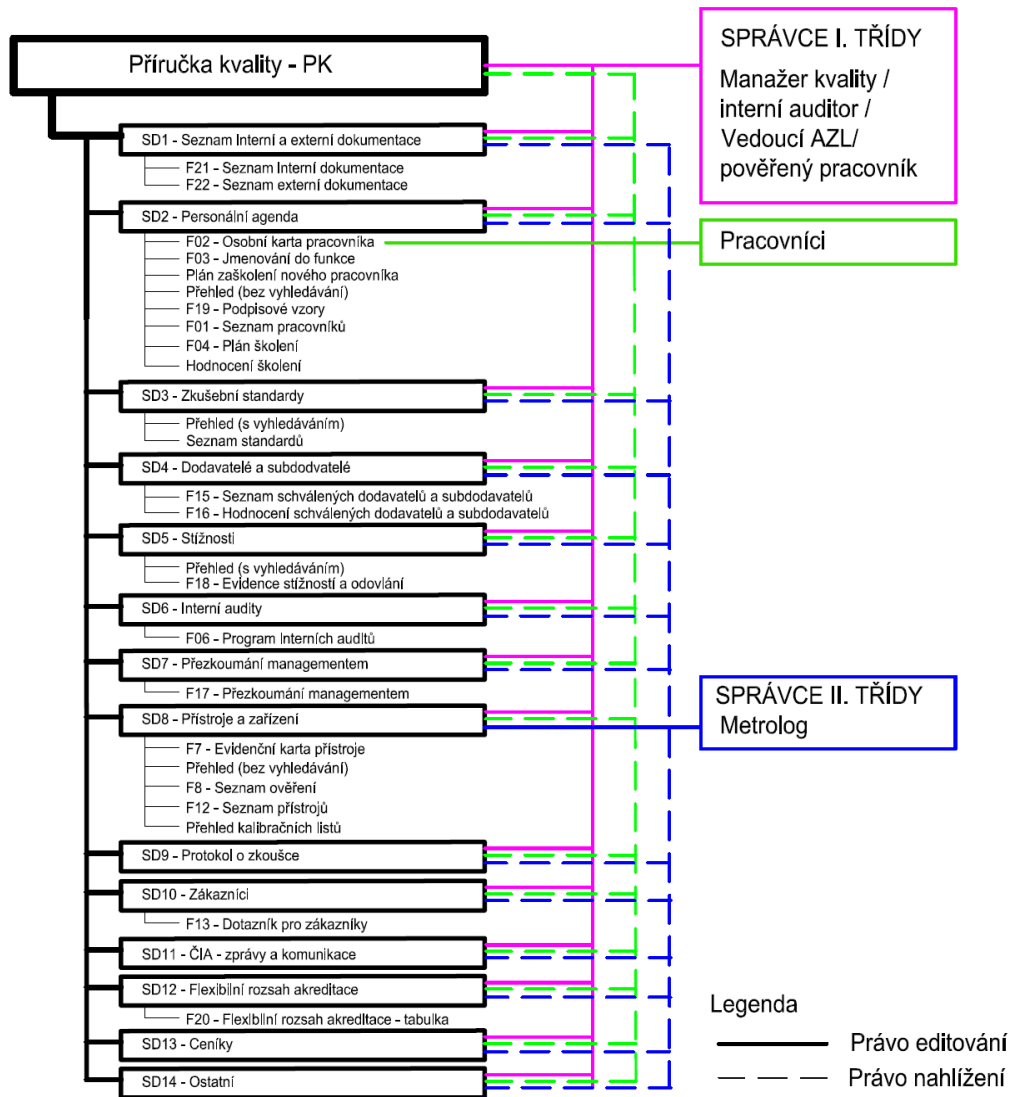 Příručka kvality - PK
SPRÁVCE I. TŘÍDY
Manažer kvality /
interní auditor /
Vedoucí AZL/
pověřený pracovník
SD1 - Seznam Interní a externí dokumentace
F21 - Seznam Interní dokumentace
F22 - Seznam externí dokumentace
SD2 - Personální agenda
F02 - Osobní karta pracovníka
Pracovníci
F03 - Jmenování do funkce
Plán zaškolení nového pracovníka
Přehled (bez vyhledávání)
F19 - Podpisové vzory
F01 - Seznam pracovníků
F04 - Plán školení
Hodnocení školení
SD3 - Zkušební standardy
Přehled (s vyhledáváním)
Seznam standardů
SD4 - Dodavatelé a subdodvatelé
F15 - Seznam schválených dodavatelů a subdodavatelů
F16 - Hodnocení schválených dodavatelů a subdodavatelů
SD5 - Stížnosti
Přehled (s vyhledáváním)
F18 - Evidence stížností a odovlání
SD6 - Interní audity
F06 - Program Interních auditů
SD7 - Přezkoumání managementem
F17 - Přezkoumání managementem
SPRÁVCE II. TŘÍDY
Metrolog
SD8 - Přístroje a zařízení
F7 - Evidenční karta přístroje
Přehled (bez vyhledávání)
F8 - Seznam ověření
F12 - Seznam přístrojů
Přehled kalibračních listů
SD9 - Protokol o zkoušce
SD10 - Zákazníci
F13 - Dotazník pro zákazníky
SD11 - ČIA - zprávy a komunikace
SD12 - Flexibilní rozsah akreditace
F20 - Flexibilní rozsah akreditace - tabulka
SD13 - Ceníky
SD14 - Ostatní
Legenda
Právo editování
Právo nahlížení